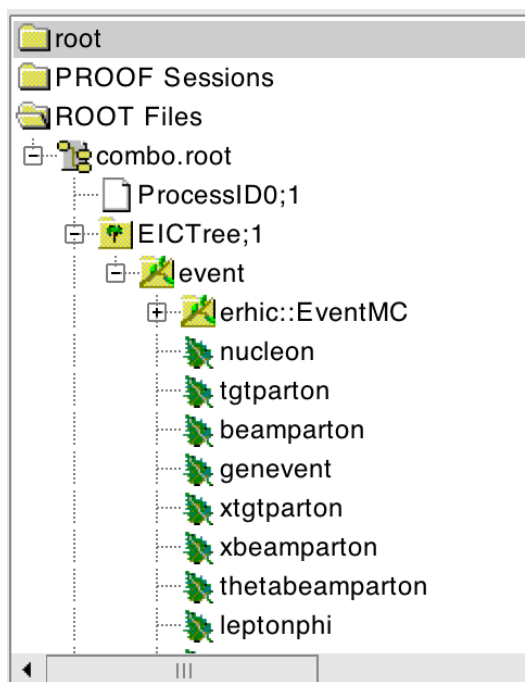 root
PROOF Sessions
ROOT Files
combo.root
ProcessID0;1
EICTree;1
event
erhic::EventMC
nucleon
tgtparton
beamparton
genevent
xtgtparton
xbeamparton
thetabeamparton
leptonphi